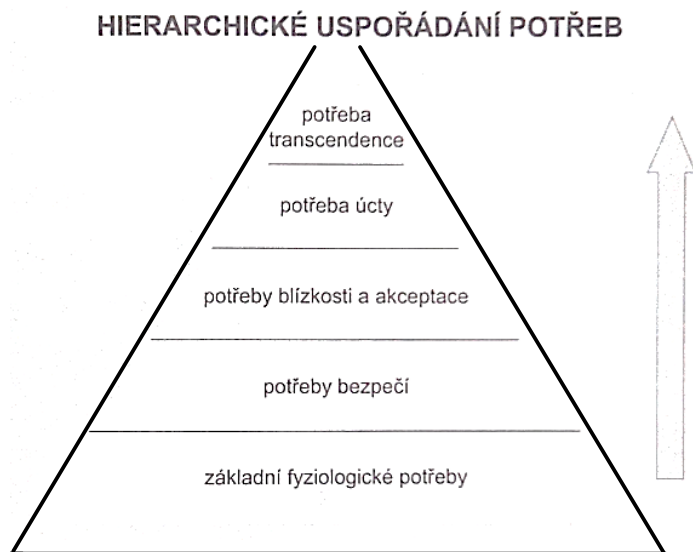 HIERARCHICKÉ USPOŘÁDÁNÍ POTŘEB
potřeba
transcendence
potřeba úcty
potřeby blízkosti a akceptace
potřeby bezpečí
základní fyziologické potřeby